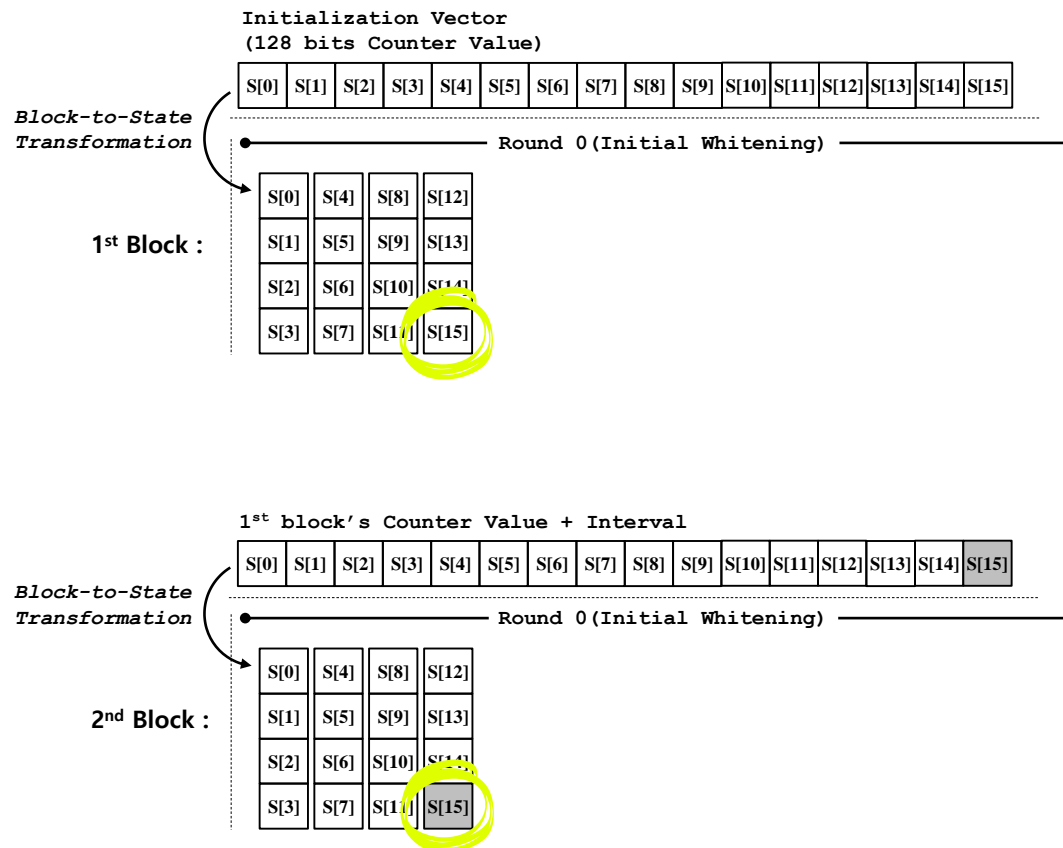 Initialization Vector
(128 bits Counter Value)
S[0] S[1] S[2] S[3] S[4] S[5] S[6] S[7] S[8] S[9] S[10] S[11] S[12] S[13] S[14] S[15]
Block-to-State
Transformation
Round 0(Initial Whitening)
1st Block :
S[0] S[4] S[8] S[12]
S[1] S[5] S[9] S[13]
S[2] S[6] S[10] S[14]
S[3] S[7] S[11] S[15]
1st block’s Counter Value + Interval
S[0] S[1] S[2] S[3] S[4] S[5] S[6] S[7] S[8] S[9] S[10] S[11] S[12] S[13] S[14] S[15]
Block-to-State
Transformation
Round 0(Initial Whitening)
2nd Block :
S[0] S[4] S[8] S[12]
S[1] S[5] S[9] S[13]
S[2] S[6] S[10] S[14]
S[3] S[7] S[11] S[15]